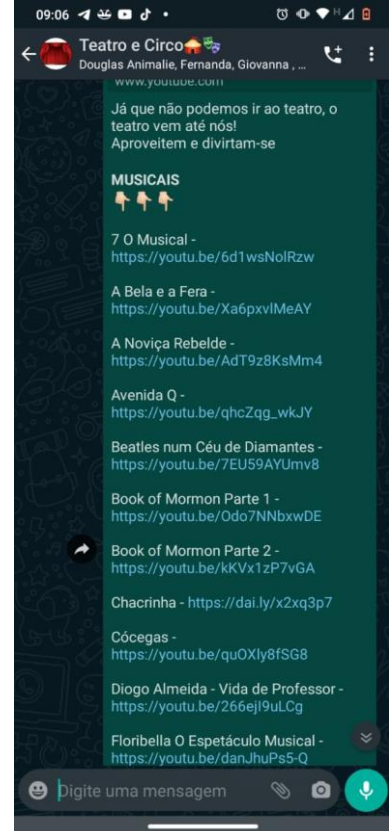 09:06
Teatro e Circo
Douglas Animalie, Fernanda, Giovanna , ...
www.youtube.com
Já que não podemos ir ao teatro, o
teatro vem até nós!
Aproveitem e divirtam-se
MUSICAIS
7 O Musical -
https://youtu.be/6d1wsNolRzw
A Bela e a Fera -
https://youtu.be/Xa6pxvlMeAY
A Noviça Rebelde -
https://youtu.be/AdT9z8KsMm4
Avenida Q -
https://youtu.be/qhcZqg_wkJY
Beatles num Céu de Diamantes -
https://youtu.be/7EU59AYUmv8
Book of Mormon Parte 1 -
https://youtu.be/Odo7NNbxwDE
Book of Mormon Parte 2 -
https://youtu.be/kKVx1zP7vGA
Chacrinha - https://dai.ly/x2xq3p7
Cócegas -
https://youtu.be/quOXly8fSG8
Diogo Almeida - Vida de Professor -
https://youtu.be/266ejI9uLCg
Floribella O Espetáculo Musical -
https://youtu.be/danJhuPs5-Q
Digite uma mensagem